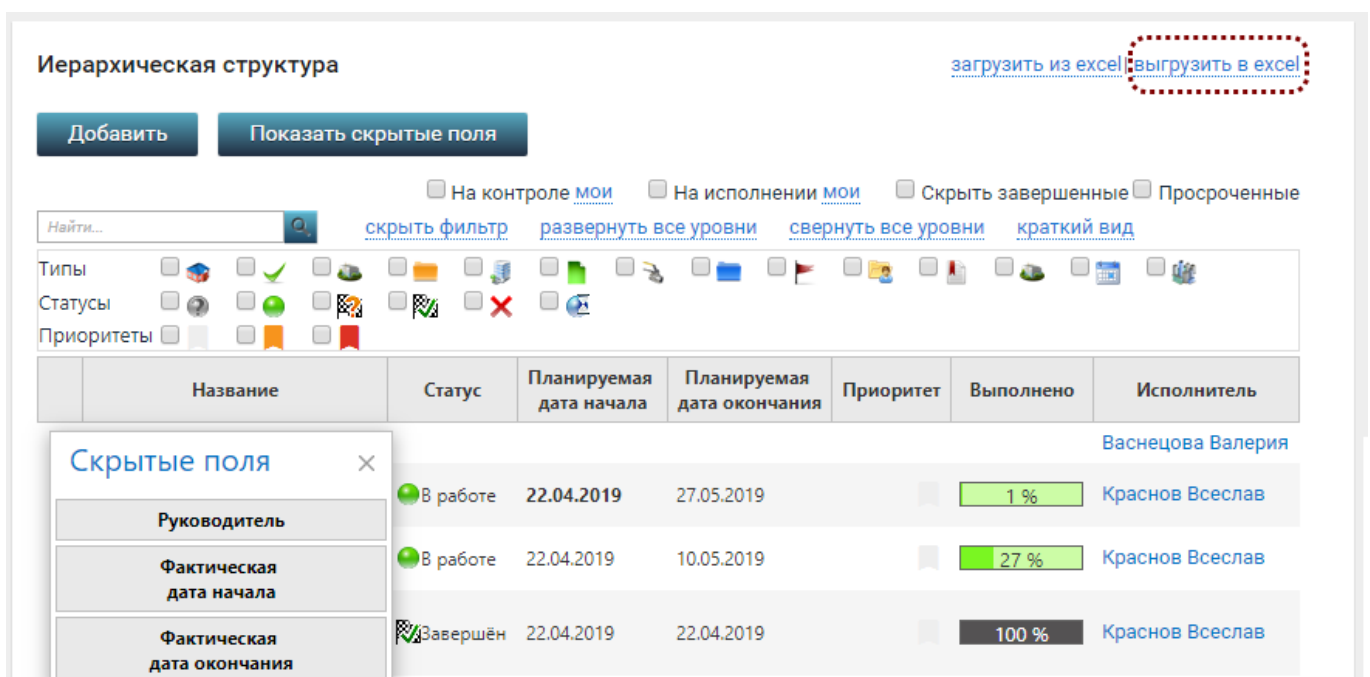 Иерархическая структура загрузить из excel | выгрузить в excel
Добавить Показать скрытые поля
На контроле мои На исполнении мои Скрыть завершенные Просроченные
Найти... скрыть фильтр развернуть все уровни свернуть все уровни краткий вид
Типы
Статусы
Приоритеты
Название Статус Планируемая дата начала Планируемая дата окончания Приоритет Выполнено Исполнитель
Васнецова Валерия
Скрытые поля ×
В работе 22.04.2019 27.05.2019 1 % Краснов Всеслав
Руководитель
В работе 22.04.2019 10.05.2019 27 % Краснов Всеслав
Фактическая
дата начала
Завершён 22.04.2019 22.04.2019 100 % Краснов Всеслав
Фактическая
дата окончания